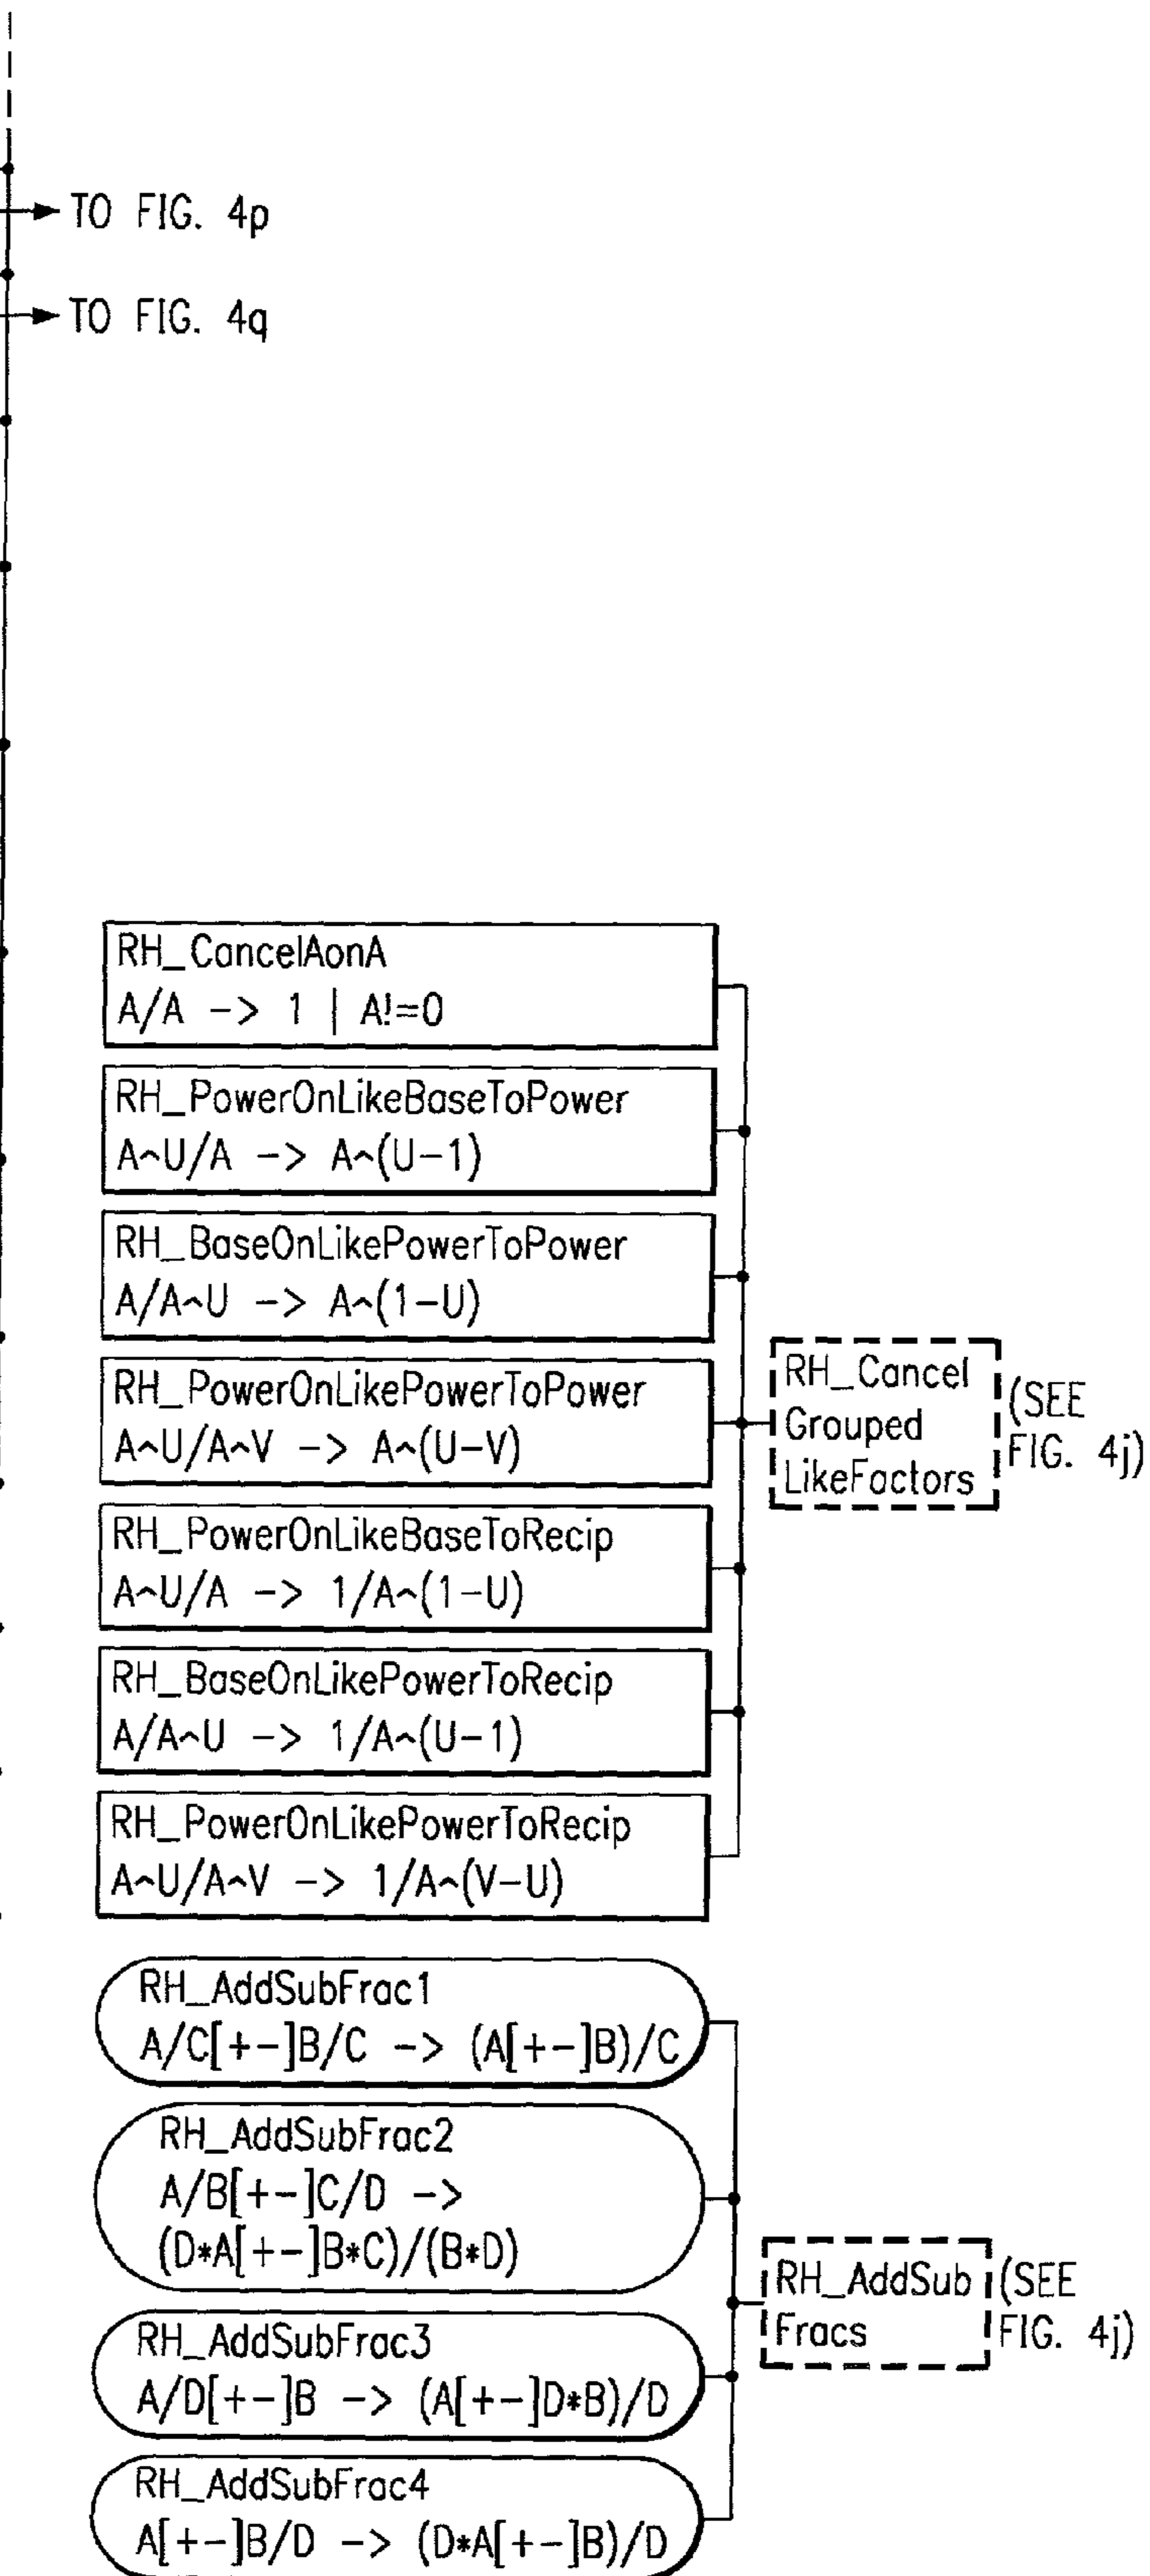 TO FIG. 4p
TO FIG. 4q
RH_CancelAonA
A/A -> 1 | A!=0
RH_PowerOnLikeBaseToPower
A^U/A -> A^(U-1)
RH_BaseOnLikePowerToPower
A/A^U -> A^(1-U)
RH_PowerOnLikePowerToPower
A^U/A^V -> A^(U-V)
RH_PowerOnLikeBaseToRecip
A^U/A -> 1/A^(1-U)
RH_BaseOnLikePowerToRecip
A/A^U -> 1/A^(U-1)
RH_PowerOnLikePowerToRecip
A^U/A^V -> 1/A^(V-U)
RH_Cancel
Grouped
LikeFactors
(SEE
FIG. 4j)
RH_AddSubFrac1
A/C[+-]B/C -> (A[+-]B)/C
RH_AddSubFrac2
A/B[+-]C/D ->
(D*A[+-]B*C)/(B*D)
RH_AddSubFrac3
A/D[+-]B -> (A[+-]D*B)/D
RH_AddSubFrac4
A[+-]B/D -> (D*A[+-]B)/D
RH_AddSub
Fracs
(SEE
FIG. 4j)